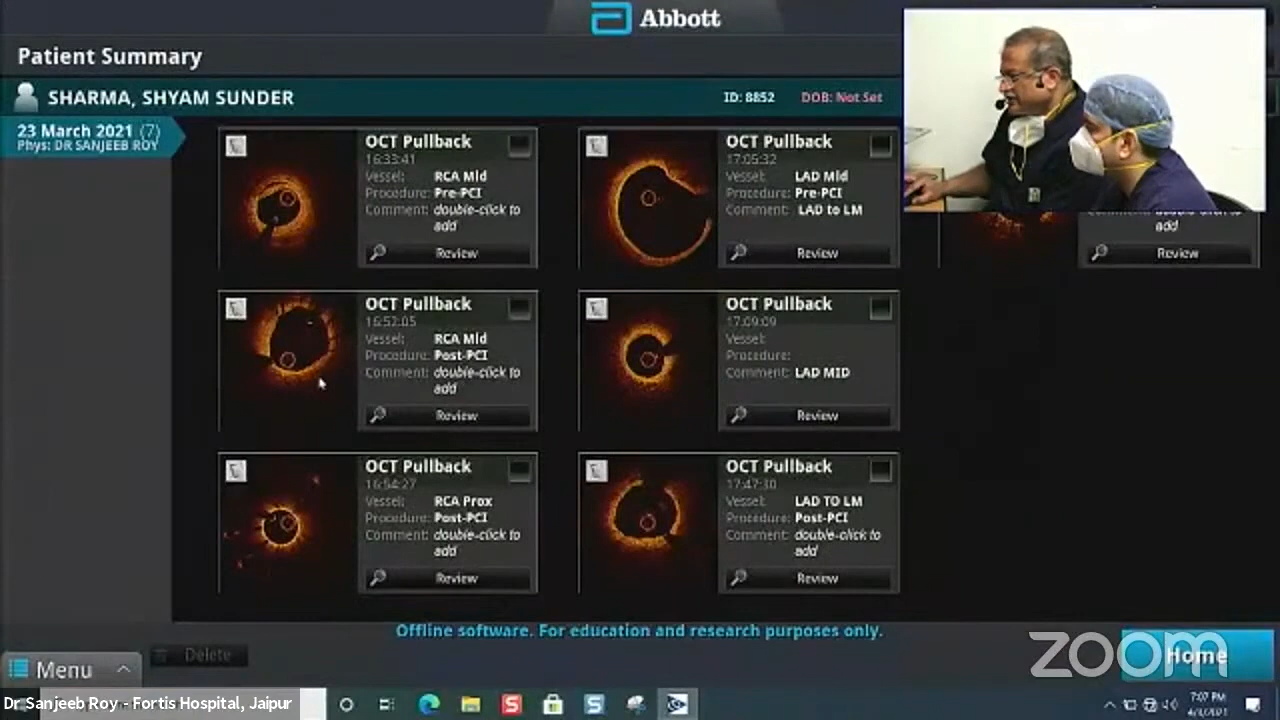 Abbott
Patient Summary
SHARMA, SHYAM SUNDER
ID: 8852
DOB: Not Set
23 March 2021 (7)
Phys: DR SANJEEB ROY
OCT Pullback
16:33:41
Vessel: RCA Mid
Procedure: Pre-PCI
Comment: double-click to
add
Review
OCT Pullback
17:05:32
Vessel: LAD Mid
Procedure: Pre-PCI
Comment: LAD to LM
Review
add
Review
OCT Pullback
16:52:05
Vessel: RCA Mid
Procedure: Post-PCI
Comment: double-click to
add
Review
OCT Pullback
17:09:09
Vessel:
Procedure:
Comment: LAD MID
Review
OCT Pullback
16:54:27
Vessel: RCA Prox
Procedure: Post-PCI
Comment: double-click to
add
Review
OCT Pullback
17:47:30
Vessel: LAD TO LM
Procedure: Post-PCI
Comment: double-click to
add
Review
Offline software. For education and research purposes only.
Menu
Delete
zoom
Home
Dr Sanjeeb Roy - Fortis Hospital, Jaipur
7:07 PM